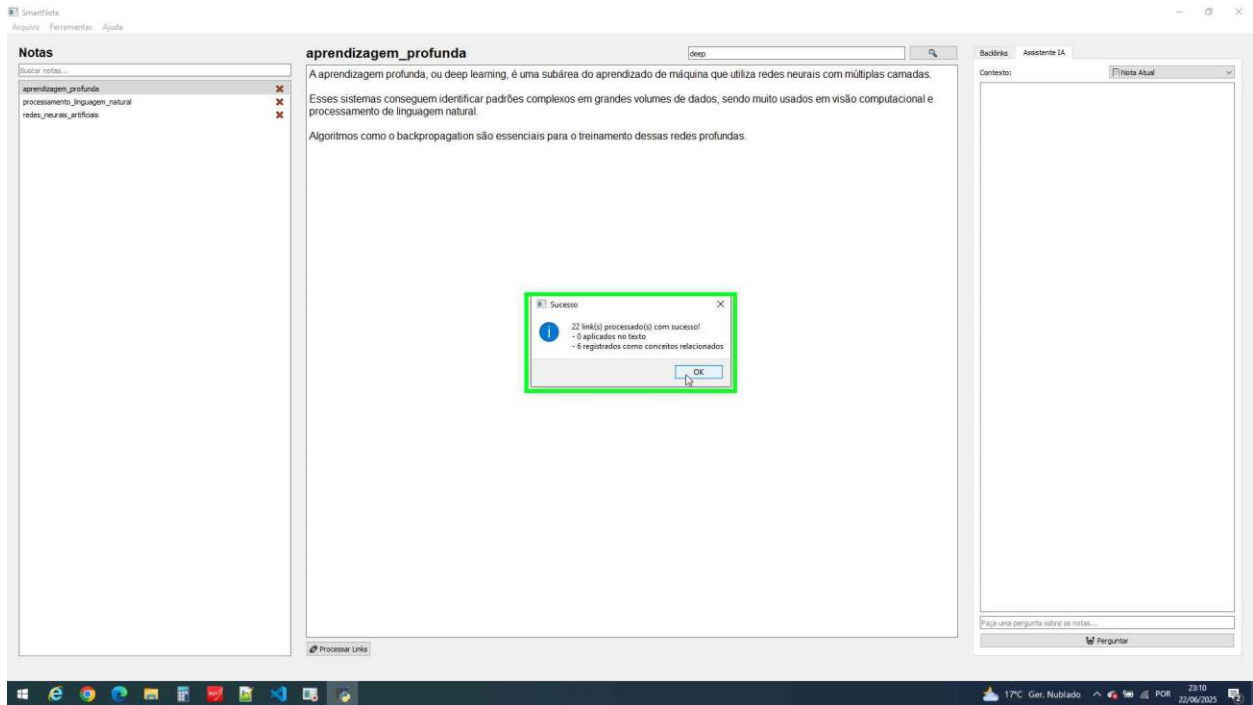 SmartNote
Arquivo Ferramentas Ajuda
Notas
Buscar notas...
aprendizagem_profunda
processamento_linguagem_natural
redes_neurais_artificiais
aprendizagem_profunda
deep
A aprendizagem profunda, ou deep learning, é uma subárea do aprendizado de máquina que utiliza redes neurais com múltiplas camadas.
Esses sistemas conseguem identificar padrões complexos em grandes volumes de dados, sendo muito usados em visão computacional e
processamento de linguagem natural.
Algoritmos como o backpropagation são essenciais para o treinamento dessas redes profundas.
Sucesso
22 link(s) processado(s) com sucesso!
- 0 aplicados no texto
- 6 registrados como conceitos relacionados
OK
Processar Links
Backlinks Assistente IA
Contexto: Nota Atual
Faça uma pergunta sobre as notas...
Perguntar
17°C Ger. Nublado POR 23:10
22/06/2025